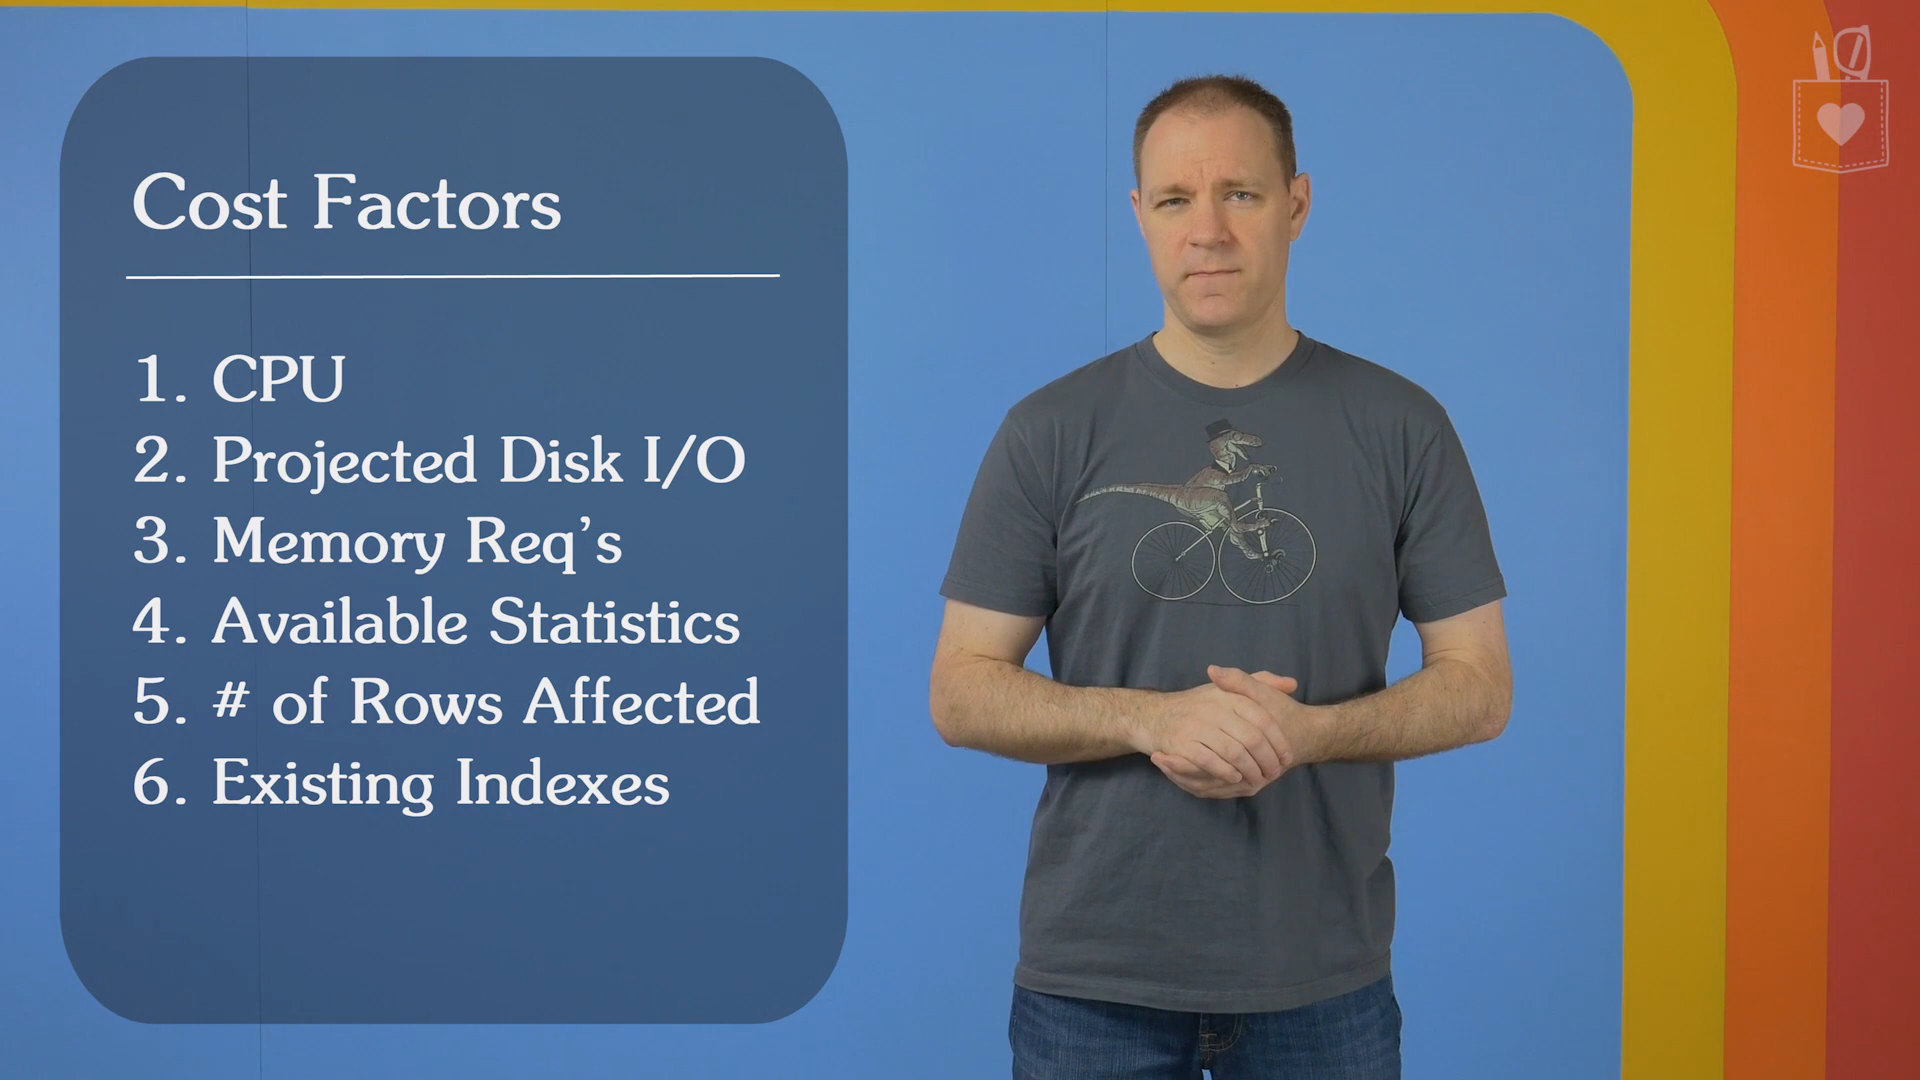 Cost Factors
1. CPU
2. Projected Disk I/O
3. Memory Req’s
4. Available Statistics
5. # of Rows Affected
6. Existing Indexes